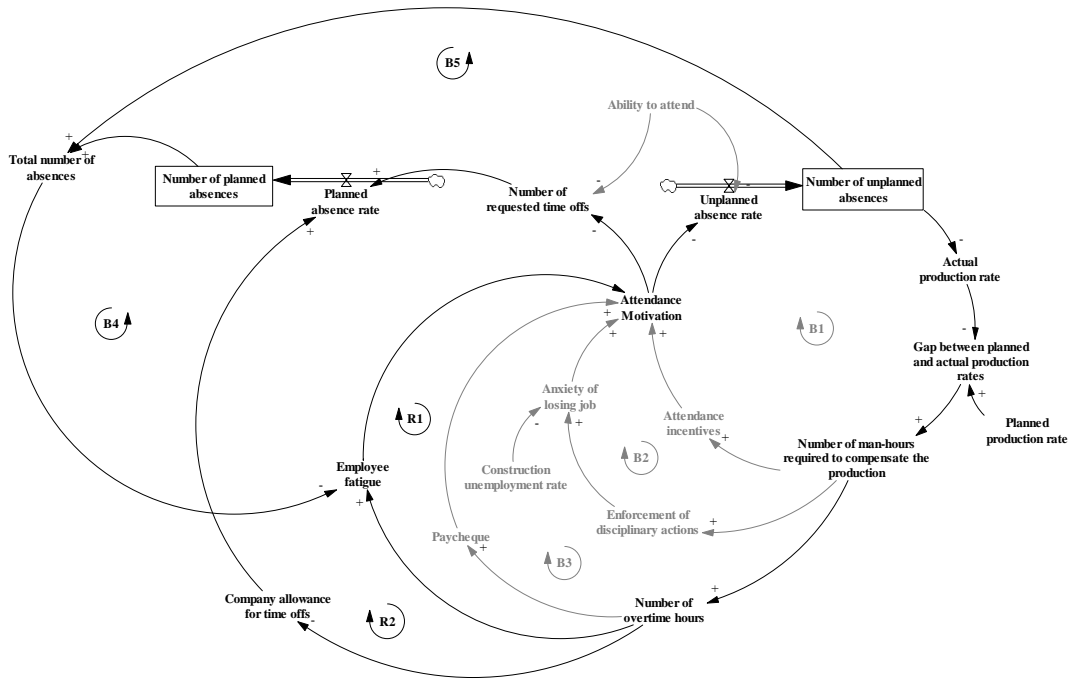 B5
Ability to attend
-
-
+
+
Total number of
absences
Number of planned
absences
+
Planned
absence rate
+
Number of
requested time offs
-
Unplanned
absence rate
-
Number of unplanned
absences
-
Actual
production rate
-
Gap between planned
and actual production
rates
+
Planned
production rate
Attendance
Motivation
+
+
+
B1
B4
R1
Anxiety of
losing job
-
+
Attendance
incentives
+
+
Number of man-hours
required to compensate the
production
B2
Construction
unemployment rate
Employee
fatigue
-
+
Enforcement of
disciplinary actions
+
Paycheque
+
B3
+
Company allowance
for time offs
-
R2
Number of
overtime hours